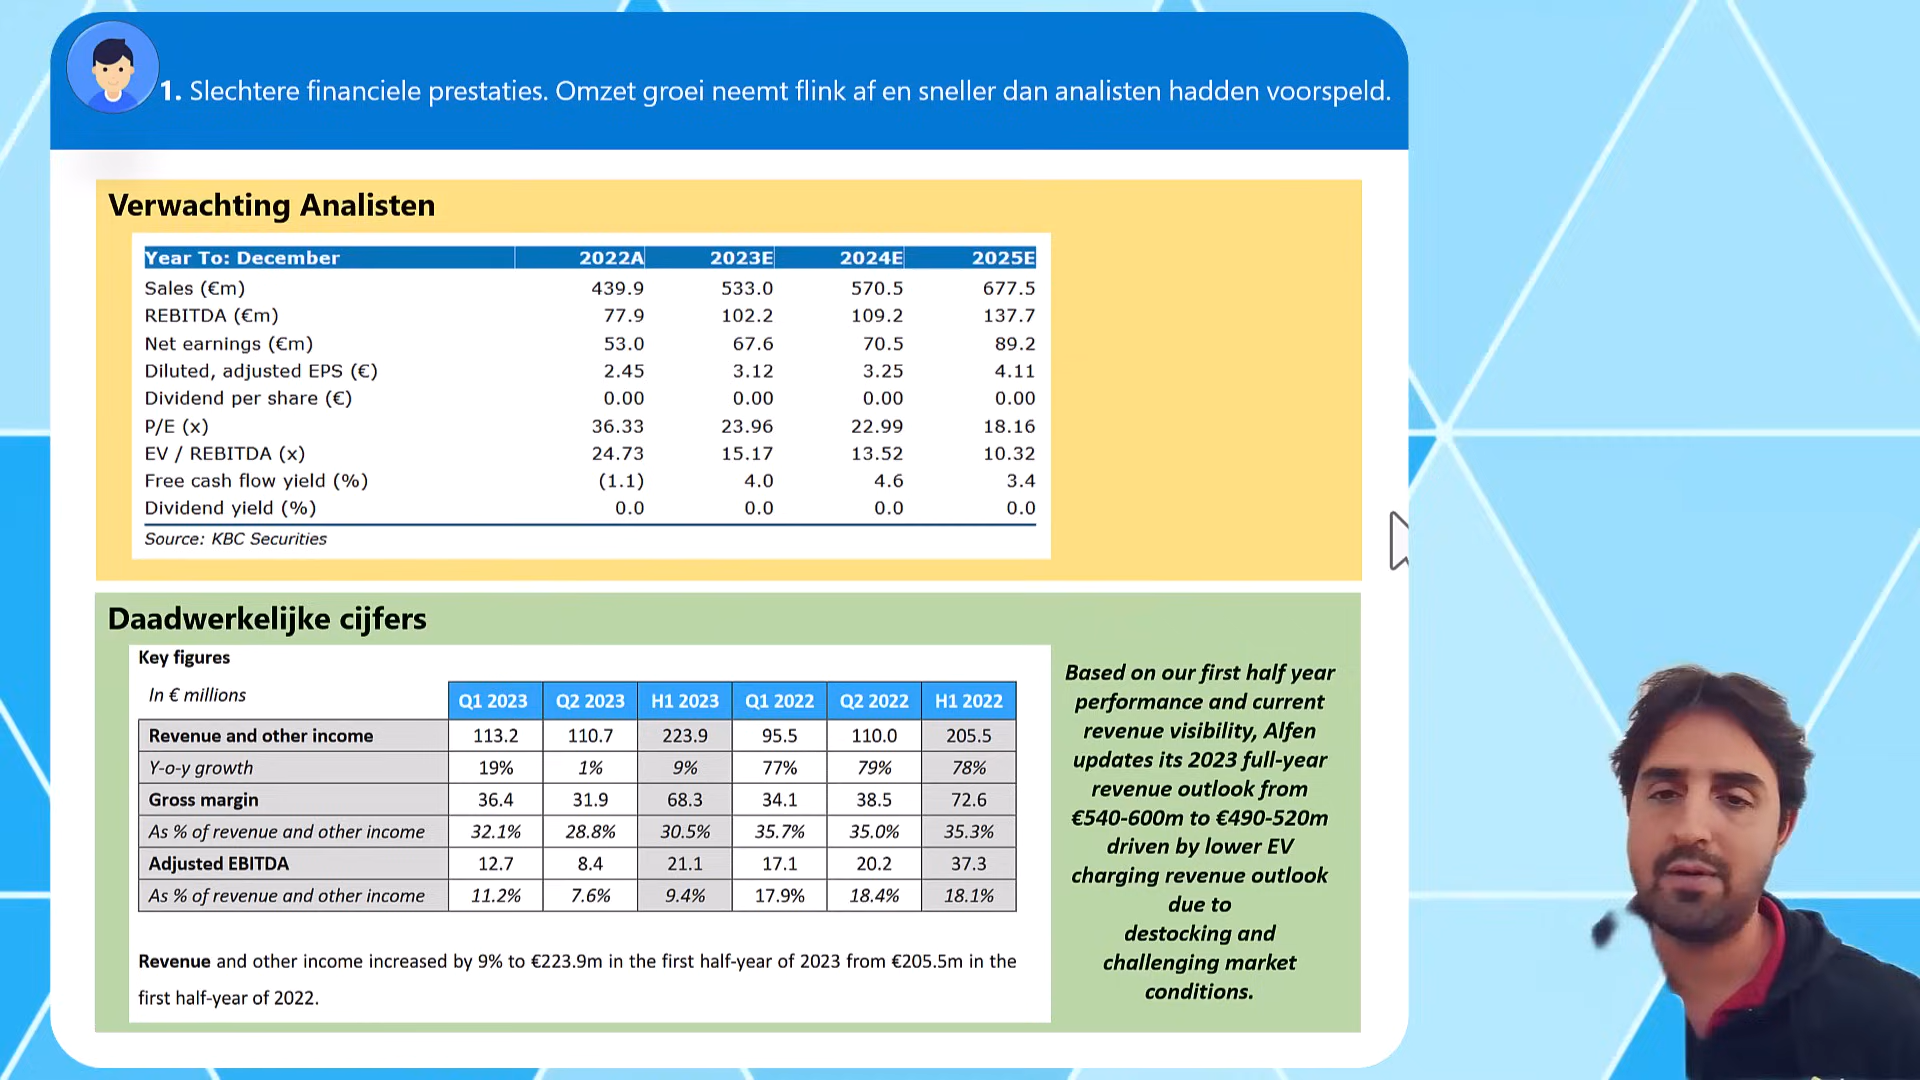 1. Slechtere financiele prestaties. Omzet groei neemt flink af en sneller dan analisten hadden voorspeld.
Verwachting Analisten
Year To: December 2022A 2023E 2024E 2025E
Sales (€m) 439.9 533.0 570.5 677.5
REBITDA (€m) 77.9 102.2 109.2 137.7
Net earnings (€m) 53.0 67.6 70.5 89.2
Diluted, adjusted EPS (€) 2.45 3.12 3.25 4.11
Dividend per share (€) 0.00 0.00 0.00 0.00
P/E (x) 36.33 23.96 22.99 18.16
EV / REBITDA (x) 24.73 15.17 13.52 10.32
Free cash flow yield (%) (1.1) 4.0 4.6 3.4
Dividend yield (%) 0.0 0.0 0.0 0.0
Source: KBC Securities
Daadwerkelijke cijfers
Key figures
In € millions Q1 2023 Q2 2023 H1 2023 Q1 2022 Q2 2022 H1 2022
Revenue and other income 113.2 110.7 223.9 95.5 110.0 205.5
Y-o-y growth 19% 1% 9% 77% 79% 78%
Gross margin 36.4 31.9 68.3 34.1 38.5 72.6
As % of revenue and other income 32.1% 28.8% 30.5% 35.7% 35.0% 35.3%
Adjusted EBITDA 12.7 8.4 21.1 17.1 20.2 37.3
As % of revenue and other income 11.2% 7.6% 9.4% 17.9% 18.4% 18.1%
Revenue and other income increased by 9% to €223.9m in the first half-year of 2023 from €205.5m in the
first half-year of 2022.
Based on our first half year
performance and current
revenue visibility, Alfen
updates its 2023 full-year
revenue outlook from
€540-600m to €490-520m
driven by lower EV
charging revenue outlook
due to
destocking and
challenging market
conditions.